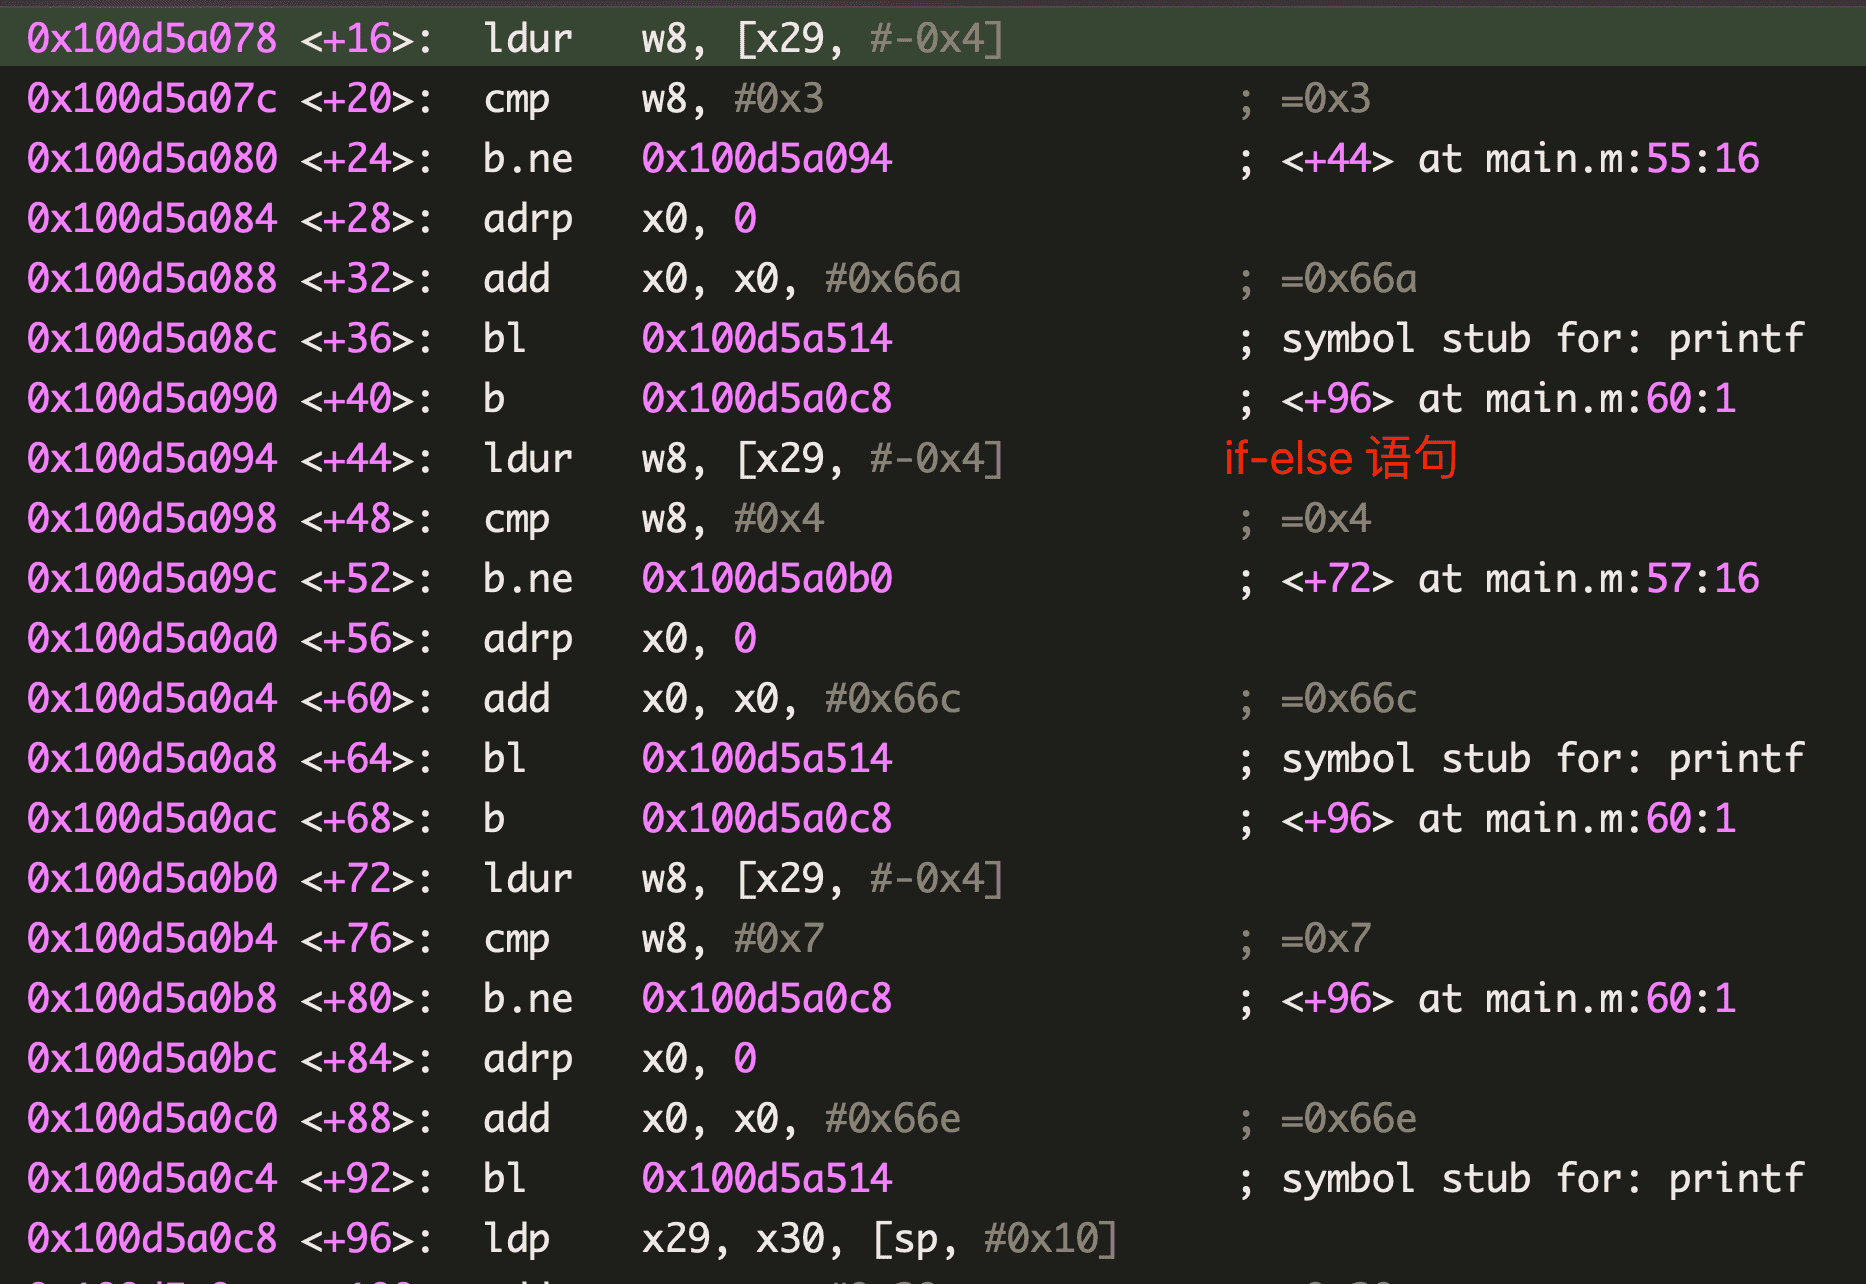 0x100d5a078 <+16>: ldur w8, [x29, #-0x4]
0x100d5a07c <+20>: cmp w8, #0x3 ; =0x3
0x100d5a080 <+24>: b.ne 0x100d5a094 ; <+44> at main.m:55:16
0x100d5a084 <+28>: adrp x0, 0
0x100d5a088 <+32>: add x0, x0, #0x66a ; =0x66a
0x100d5a08c <+36>: bl 0x100d5a514 ; symbol stub for: printf
0x100d5a090 <+40>: b 0x100d5a0c8 ; <+96> at main.m:60:1
0x100d5a094 <+44>: ldur w8, [x29, #-0x4] if-else 语句
0x100d5a098 <+48>: cmp w8, #0x4 ; =0x4
0x100d5a09c <+52>: b.ne 0x100d5a0b0 ; <+72> at main.m:57:16
0x100d5a0a0 <+56>: adrp x0, 0
0x100d5a0a4 <+60>: add x0, x0, #0x66c ; =0x66c
0x100d5a0a8 <+64>: bl 0x100d5a514 ; symbol stub for: printf
0x100d5a0ac <+68>: b 0x100d5a0c8 ; <+96> at main.m:60:1
0x100d5a0b0 <+72>: ldur w8, [x29, #-0x4]
0x100d5a0b4 <+76>: cmp w8, #0x7 ; =0x7
0x100d5a0b8 <+80>: b.ne 0x100d5a0c8 ; <+96> at main.m:60:1
0x100d5a0bc <+84>: adrp x0, 0
0x100d5a0c0 <+88>: add x0, x0, #0x66e ; =0x66e
0x100d5a0c4 <+92>: bl 0x100d5a514 ; symbol stub for: printf
0x100d5a0c8 <+96>: ldp x29, x30, [sp, #0x10]